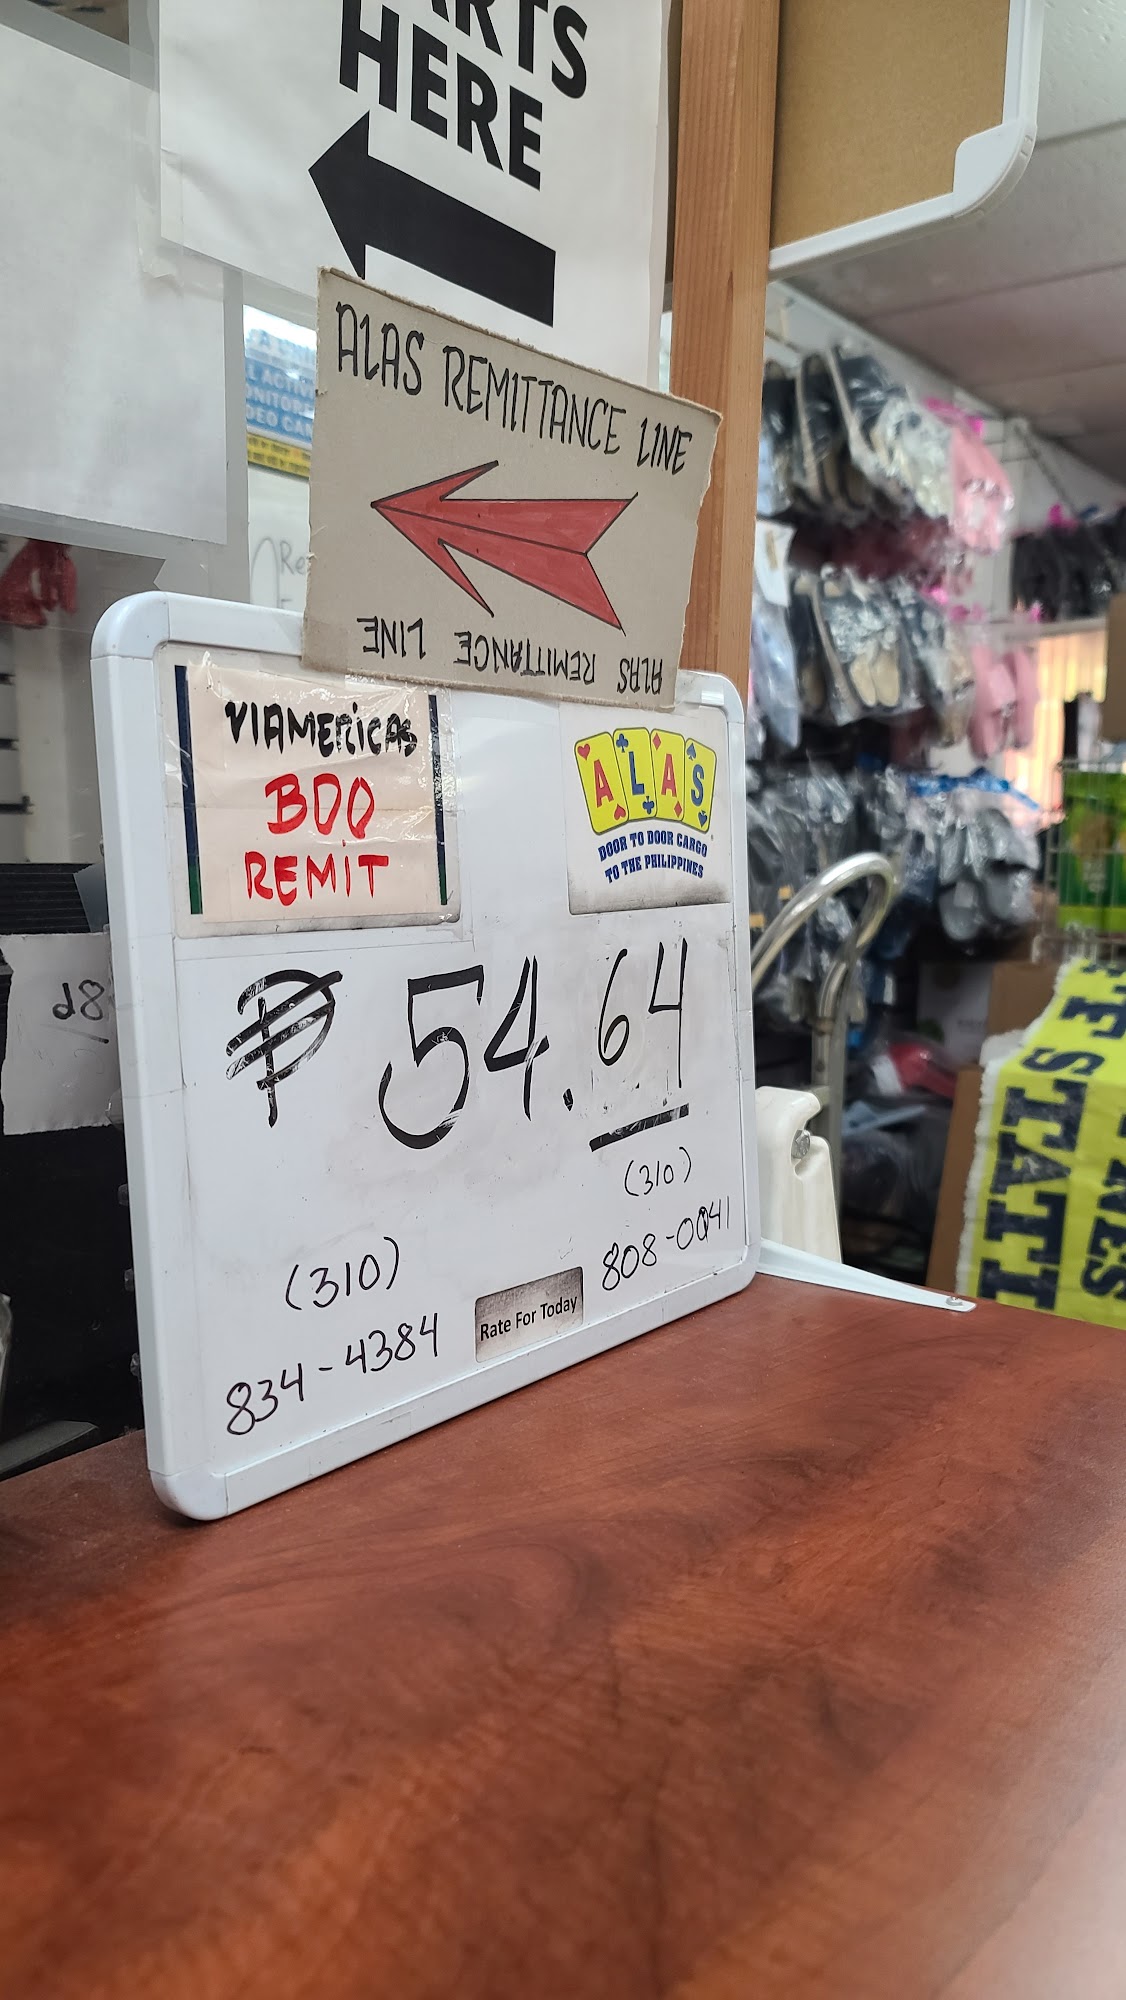 HERE
ALAS REMITTANCE LINE
ALAS REMITTANCE LINE
VIAMERICAS
BDO
REMIT
ALAS
DOOR TO DOOR CARGO
TO THE PHILIPPINES
₱ 54.64
(310)
834-4384
Rate For Today
(310)
808-0041